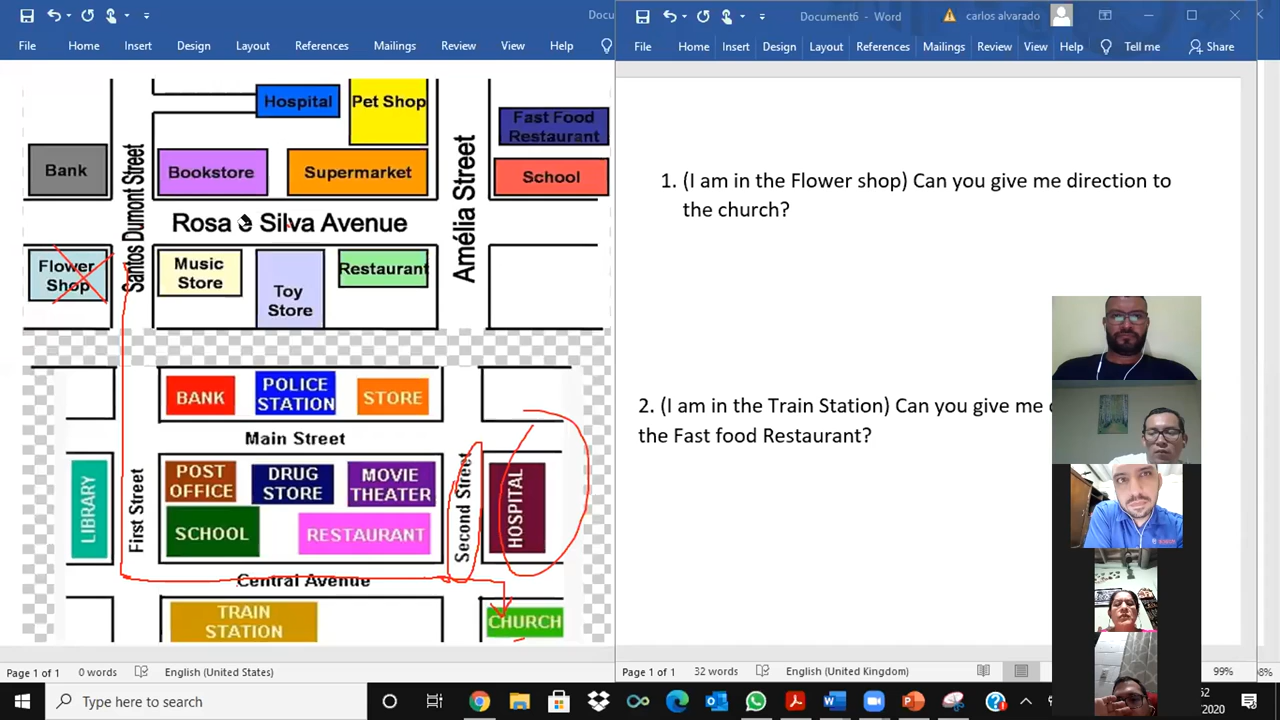 Docu
File Home Insert Design Layout References Mailings Review View Help
Hospital
Pet Shop
Fast Food
Restaurant
Bank
Bookstore
Supermarket
School
Santos Dumont Street
Amélia Street
Rosa e Silva Avenue
Flower
Shop
Music
Store
Toy
Store
Restaurant
BANK
POLICE
STATION
STORE
Main Street
LIBRARY
First Street
POST
OFFICE
DRUG
STORE
MOVIE
THEATER
SCHOOL
RESTAURANT
Second Street
HOSPITAL
Central Avenue
TRAIN
STATION
CHURCH
Page 1 of 1 0 words English (United States)
Document6 - Word carlos alvarado
File Home Insert Design Layout References Mailings Review View Help Tell me Share
1. (I am in the Flower shop) Can you give me direction to
the church?
2. (I am in the Train Station) Can you give me
the Fast food Restaurant?
Page 1 of 1 32 words English (United Kingdom) 99% 98%
Type here to search
52
2020